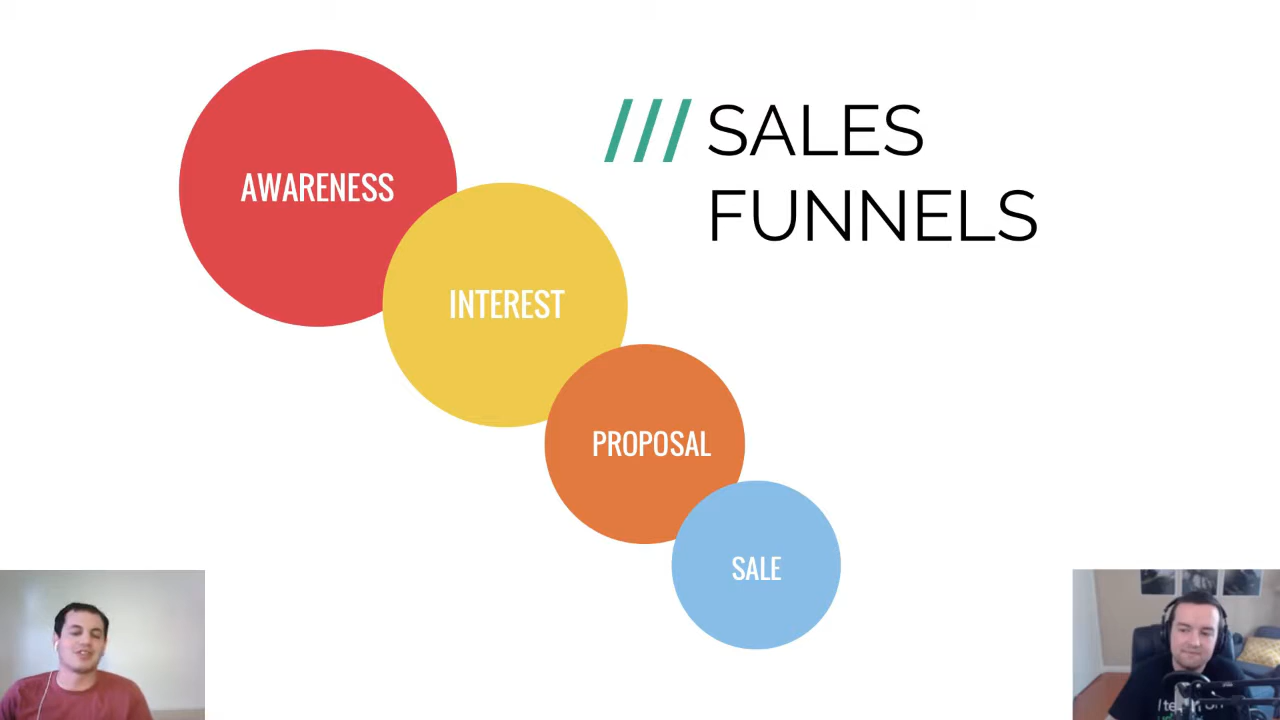 /// SALES
FUNNELS
AWARENESS
INTEREST
PROPOSAL
SALE